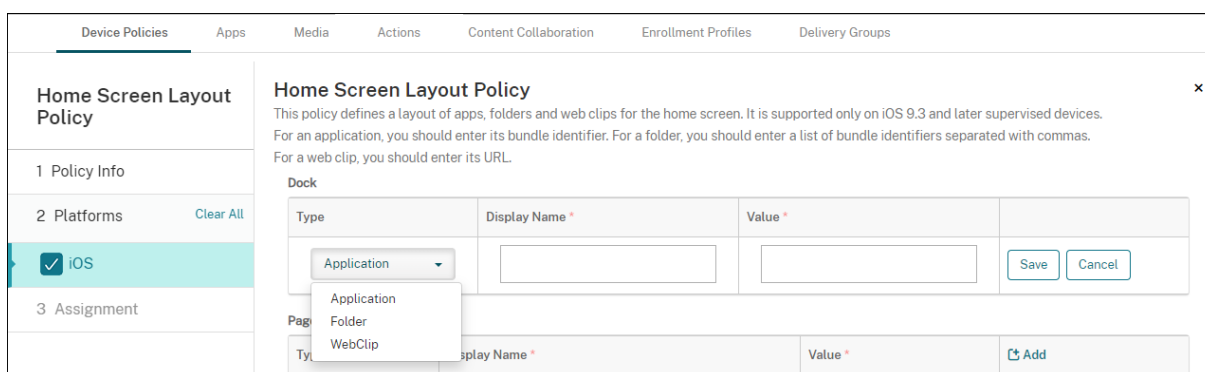 Device Policies Apps Media Actions Content Collaboration Enrollment Profiles Delivery Groups
Home Screen Layout
Policy
1 Policy Info
2 Platforms Clear All
iOS
3 Assignment
Home Screen Layout Policy ×
This policy defines a layout of apps, folders and web clips for the home screen. It is supported only on iOS 9.3 and later supervised devices.
For an application, you should enter its bundle identifier. For a folder, you should enter a list of bundle identifiers separated with commas.
For a web clip, you should enter its URL.
Dock
Type Display Name * Value *
Application Save Cancel
Application
Folder
WebClip
Pag
Ty splay Name * Value * Add